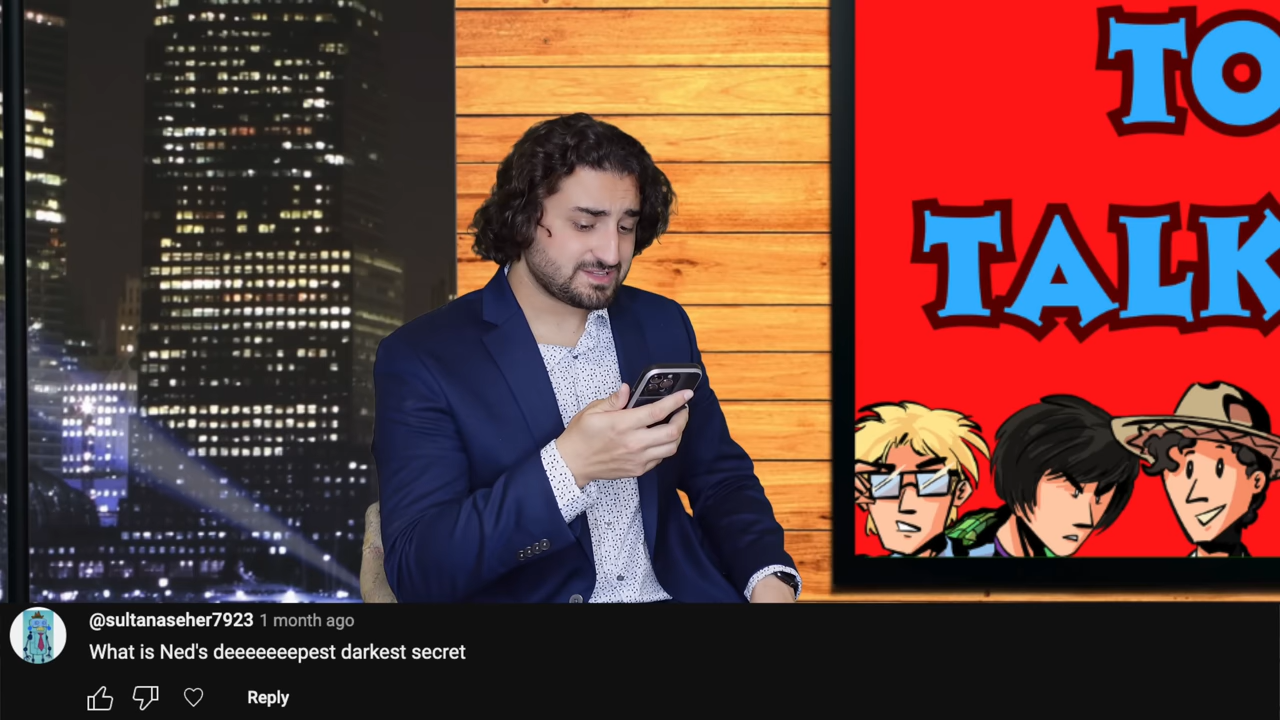 TO
TALK
@sultanaseher7923 1 month ago
What is Ned's deeeeeeepest darkest secret
Reply